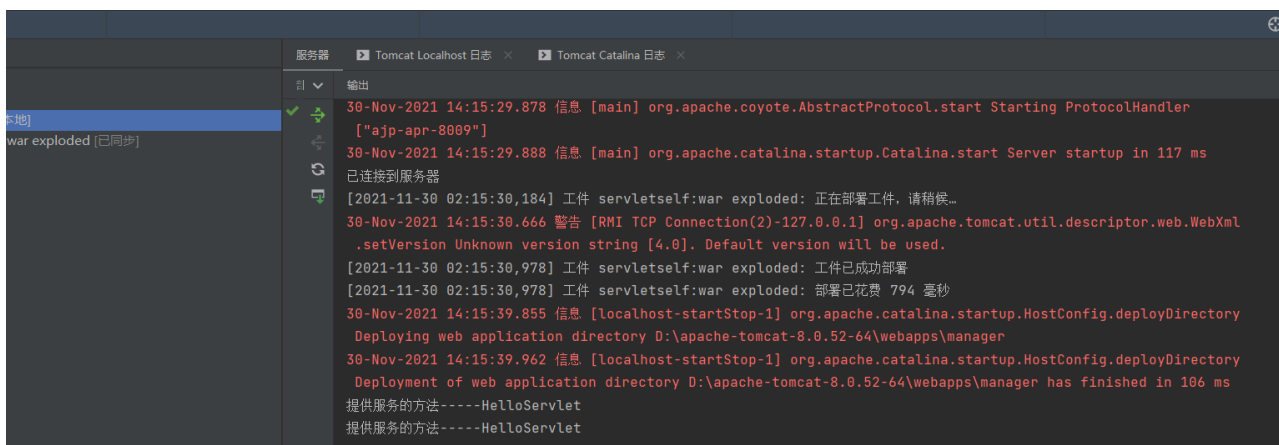 服务器
Tomcat Localhost 日志
Tomcat Catalina 日志
输出
本地]
war exploded [已同步]
30-Nov-2021 14:15:29.878 信息 [main] org.apache.coyote.AbstractProtocol.start Starting ProtocolHandler
["ajp-apr-8009"]
30-Nov-2021 14:15:29.888 信息 [main] org.apache.catalina.startup.Catalina.start Server startup in 117 ms
已连接到服务器
[2021-11-30 02:15:30,184] 工件 servletself:war exploded: 正在部署工件，请稍候…
30-Nov-2021 14:15:30.666 警告 [RMI TCP Connection(2)-127.0.0.1] org.apache.tomcat.util.descriptor.web.WebXml
.setVersion Unknown version string [4.0]. Default version will be used.
[2021-11-30 02:15:30,978] 工件 servletself:war exploded: 工件已成功部署
[2021-11-30 02:15:30,978] 工件 servletself:war exploded: 部署已花费 794 毫秒
30-Nov-2021 14:15:39.855 信息 [localhost-startStop-1] org.apache.catalina.startup.HostConfig.deployDirectory
Deploying web application directory D:\apache-tomcat-8.0.52-64\webapps\manager
30-Nov-2021 14:15:39.962 信息 [localhost-startStop-1] org.apache.catalina.startup.HostConfig.deployDirectory
Deployment of web application directory D:\apache-tomcat-8.0.52-64\webapps\manager has finished in 106 ms
提供服务的方法-----HelloServlet
提供服务的方法-----HelloServlet